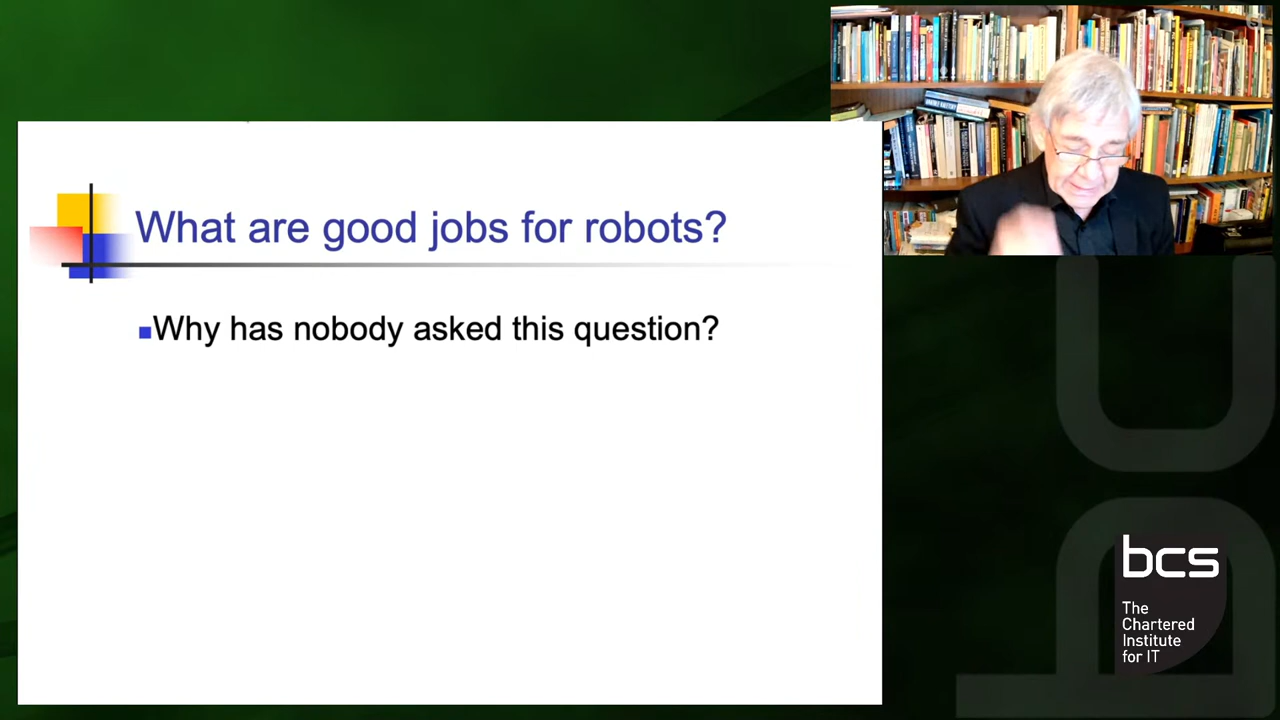 What are good jobs for robots?
Why has nobody asked this question?
bcs
The
Chartered
Institute
for IT